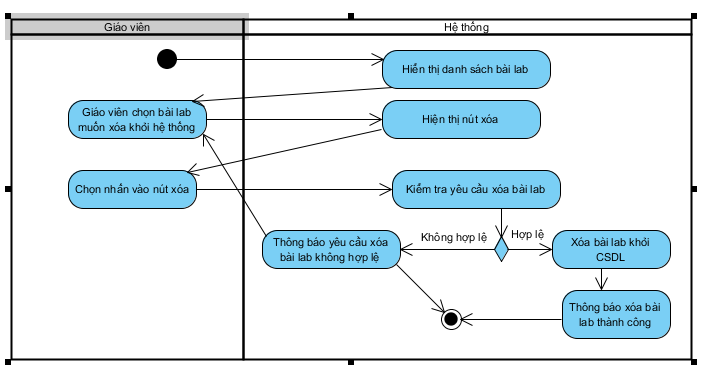 Giáo viên
Hệ thống
Hiển thị danh sách bài lab
Giáo viên chọn bài lab
muốn xóa khỏi hệ thống
Hiện thị nút xóa
Chọn nhấn vào nút xóa
Kiểm tra yêu cầu xóa bài lab
Không hợp lệ
Hợp lệ
Thông báo yêu cầu xóa
bài lab không hợp lệ
Xóa bài lab khỏi
CSDL
Thông báo xóa bài
lab thành công